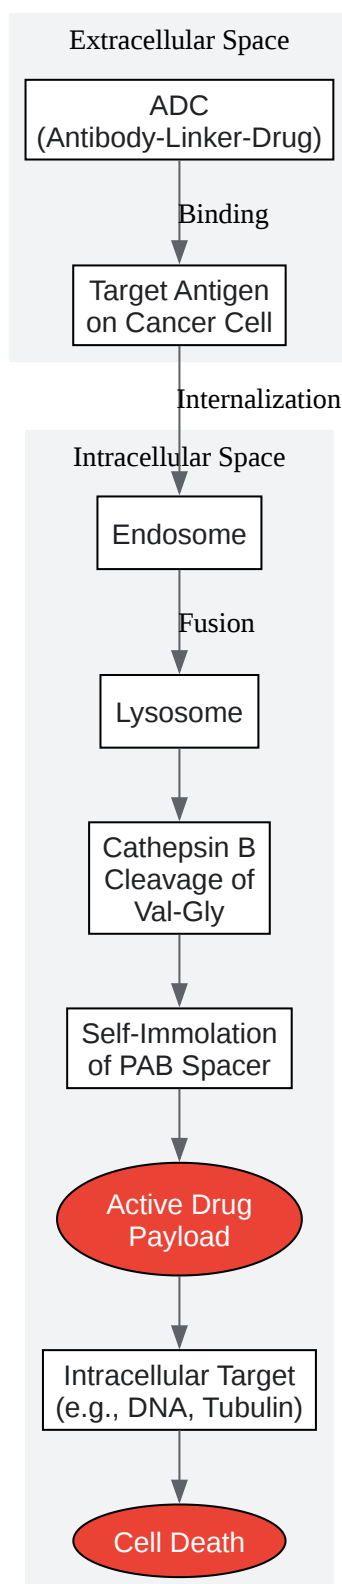 Extracellular Space
ADC
(Antibody-Linker-Drug)
Binding
Target Antigen
on Cancer Cell
Internalization
Intracellular Space
Endosome
Fusion
Lysosome
Cathepsin B
Cleavage of
Val-Gly
Self-Immolation
of PAB Spacer
Active Drug
Payload
Intracellular Target
(e.g., DNA, Tubulin)
Cell Death